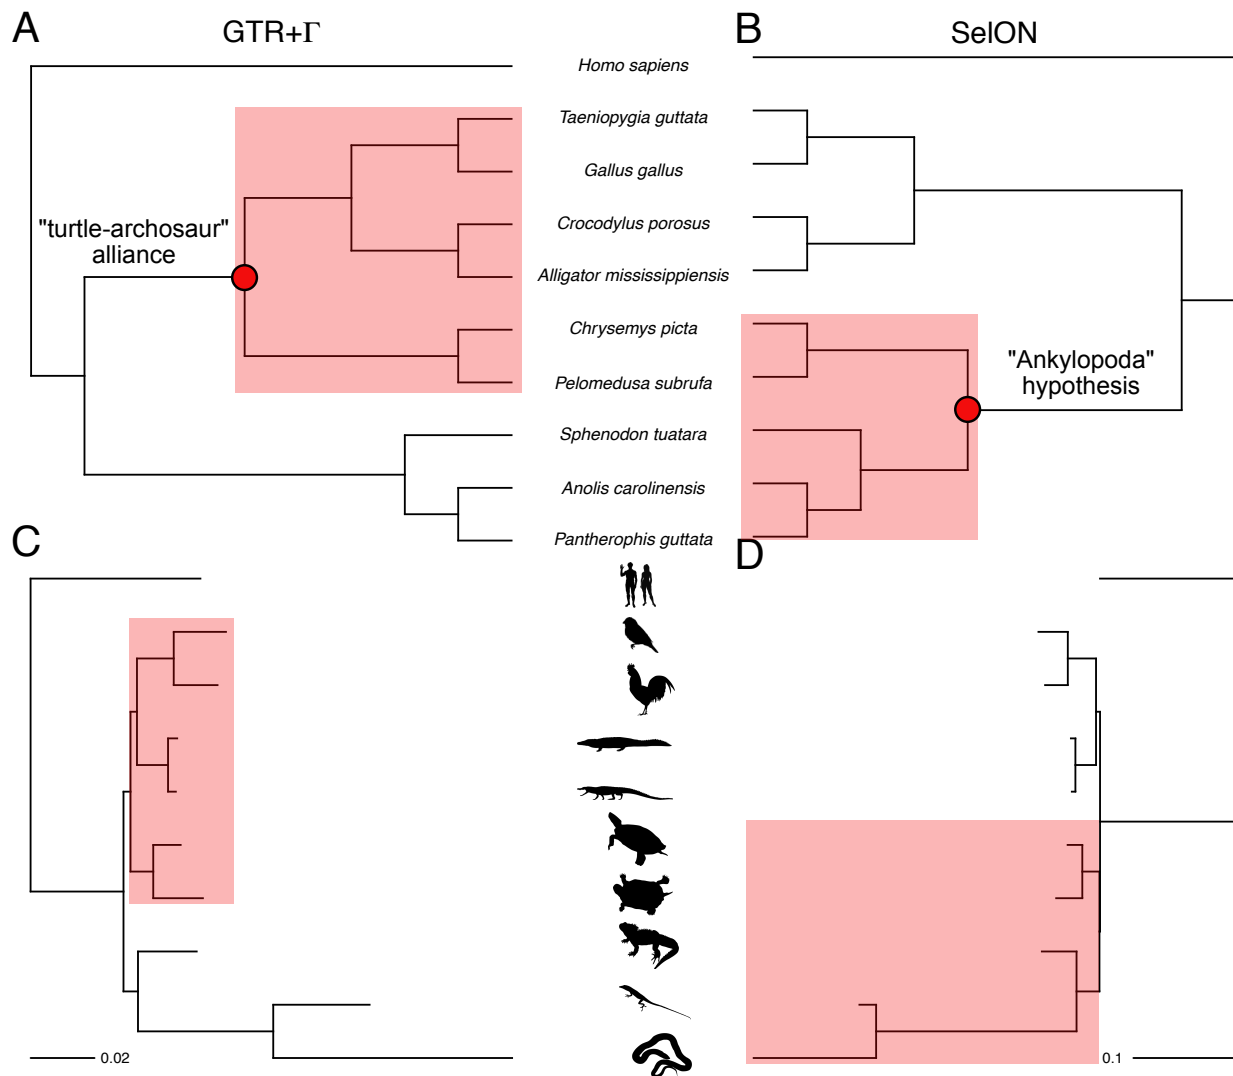 A
GTR+Γ
B
SelON
Homo sapiens
Taeniopygia guttata
Gallus gallus
Crocodylus porosus
"turtle-archosaur"
alliance
Alligator mississippiensis
Chrysemys picta
"Ankylopoda"
hypothesis
Pelomedusa subrufa
Sphenodon tuatara
Anolis carolinensis
Pantherophis guttata
C
D
0.02
0.1